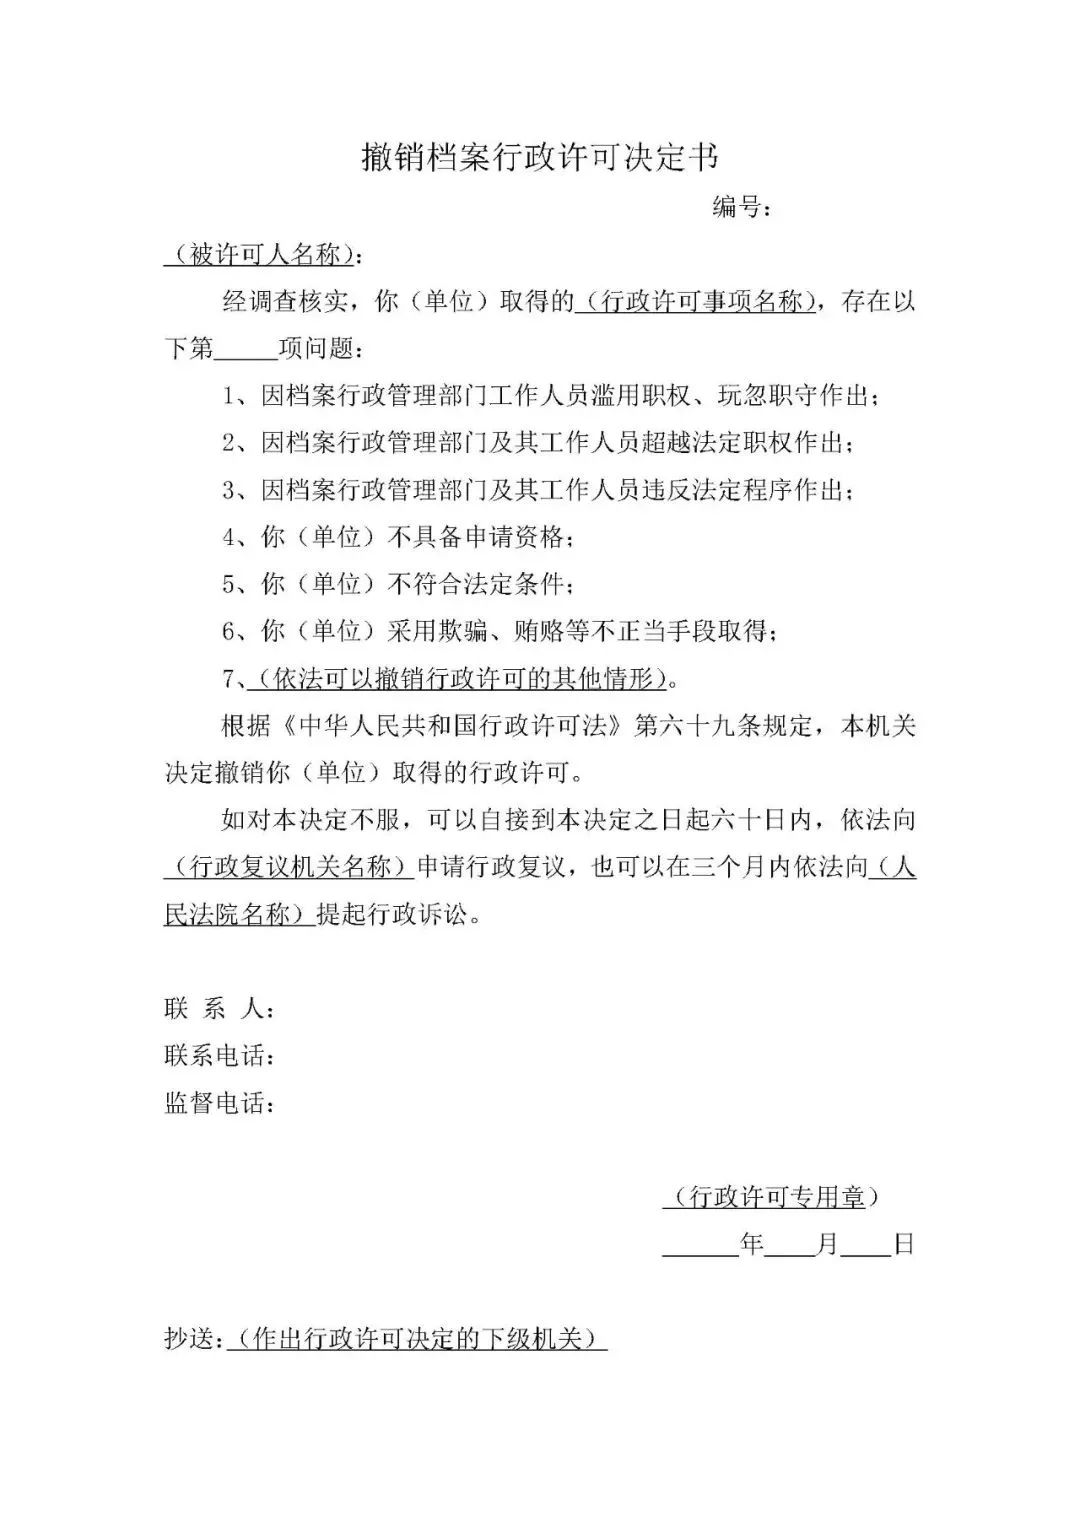 撤销档案行政许可决定书
编号：
（被许可人名称）：
经调查核实，你（单位）取得的（行政许可事项名称），存在以
下第_____项问题：
1、因档案行政管理部门工作人员滥用职权、玩忽职守作出；
2、因档案行政管理部门及其工作人员超越法定职权作出；
3、因档案行政管理部门及其工作人员违反法定程序作出；
4、你（单位）不具备申请资格；
5、你（单位）不符合法定条件；
6、你（单位）采用欺骗、贿赂等不正当手段取得；
7、（依法可以撤销行政许可的其他情形）。
根据《中华人民共和国行政许可法》第六十九条规定，本机关
决定撤销你（单位）取得的行政许可。
如对本决定不服，可以自接到本决定之日起六十日内，依法向
（行政复议机关名称）申请行政复议，也可以在三个月内依法向（人
民法院名称）提起行政诉讼。
联 系 人：
联系电话：
监督电话：
（行政许可专用章）
______年____月____日
抄送：（作出行政许可决定的下级机关）